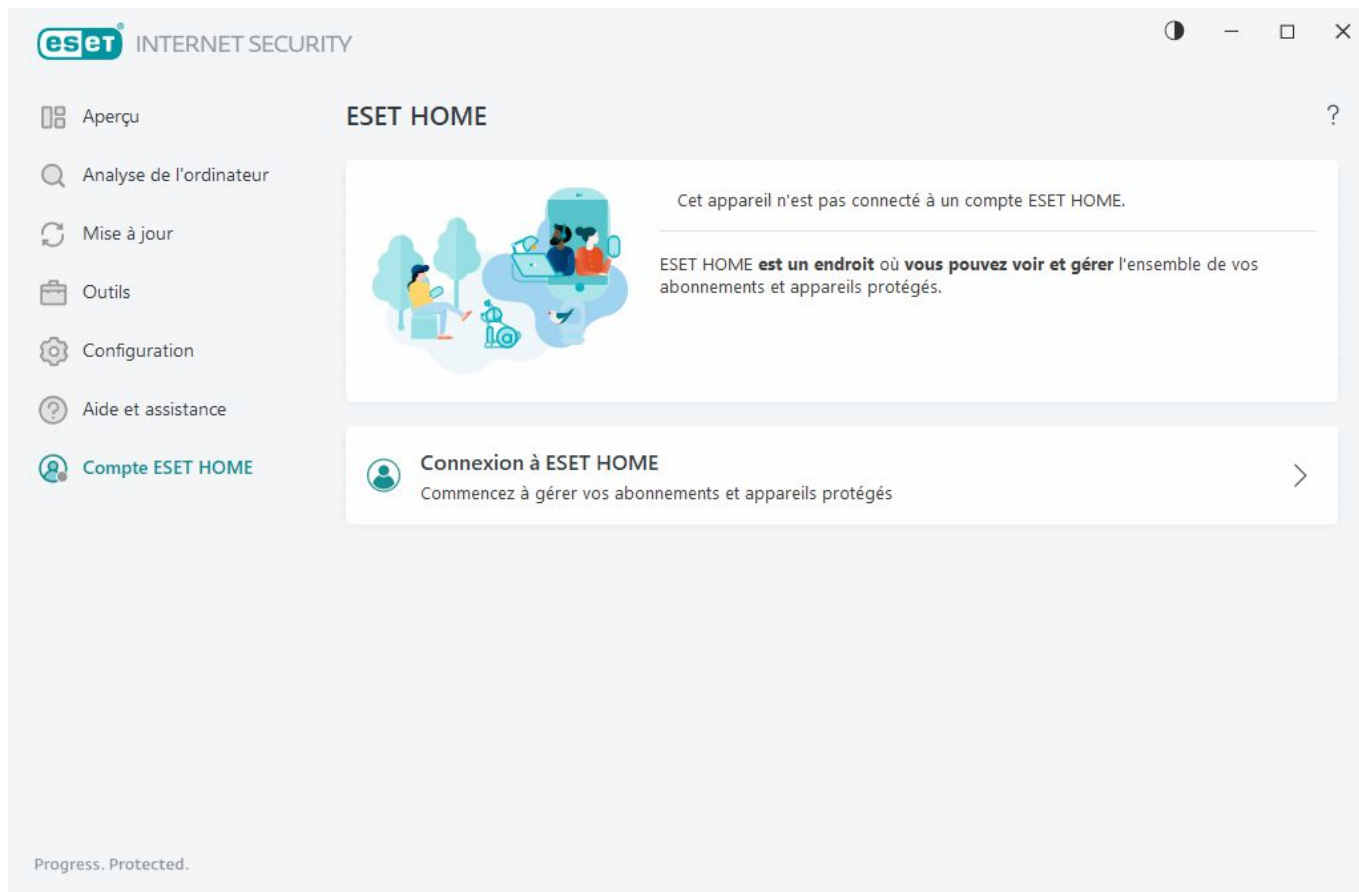 eset® INTERNET SECURITY
Aperçu
Analyse de l'ordinateur
Mise à jour
Outils
Configuration
Aide et assistance
Compte ESET HOME
ESET HOME
?
Cet appareil n'est pas connecté à un compte ESET HOME.
ESET HOME est un endroit où vous pouvez voir et gérer l'ensemble de vos
abonnements et appareils protégés.
Connexion à ESET HOME
Commencez à gérer vos abonnements et appareils protégés
Progress. Protected.